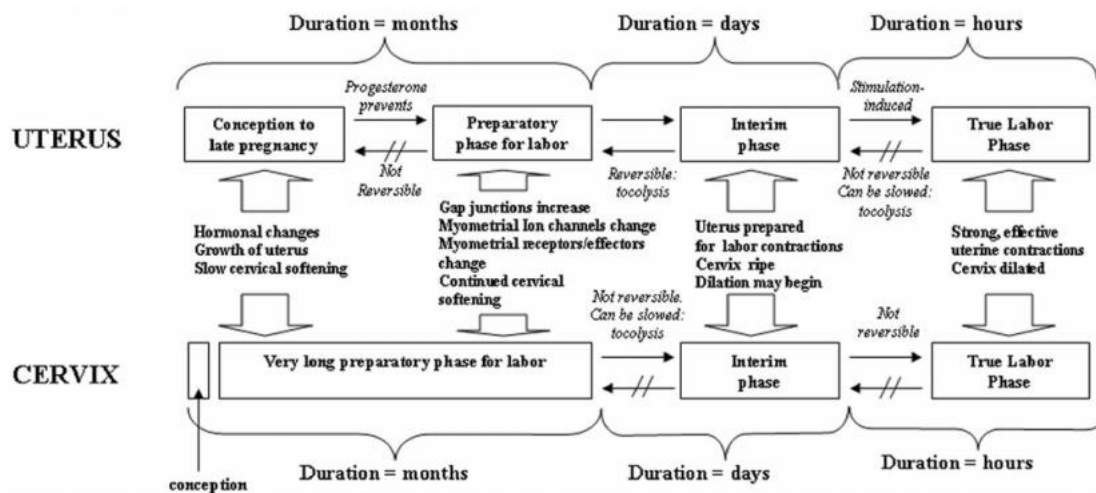 Duration = months
Duration = days
Duration = hours
UTERUS
Conception to
late pregnancy
Progesterone
prevents
Not
Reversible
Preparatory
phase for labor
Reversible:
tocolysis
Interim
phase
Stimulation-
induced
Not reversible
Can be slowed:
tocolysis
True Labor
Phase
Hormonal changes
Growth of uterus
Slow cervical softening
Gap junctions increase
Myometrial Ion channels change
Myometrial receptors/effectors
change
Continued cervical
softening
Uterus prepared
for labor contractions
Cervix ripe
Dilation may begin
Strong, effective
uterine contractions
Cervix dilated
CERVIX
Very long preparatory phase for labor
Not reversible.
Can be slowed:
tocolysis
Interim
phase
Not
reversible
True Labor
Phase
conception
Duration = months
Duration = days
Duration = hours